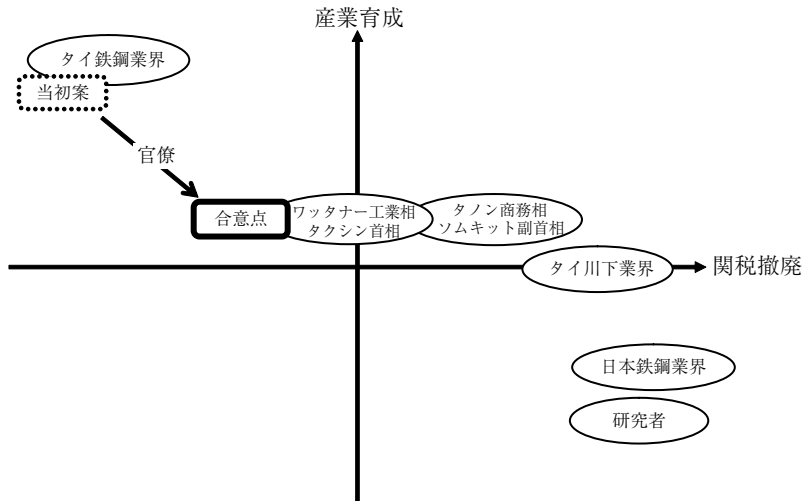 産業育成
タイ鉄鋼業界
当初案
官僚
合意点
ワッタナー工業相
タクシン首相
タノン商務相
ソムキット副首相
タイ川下業界
関税撤廃
日本鉄鋼業界
研究者